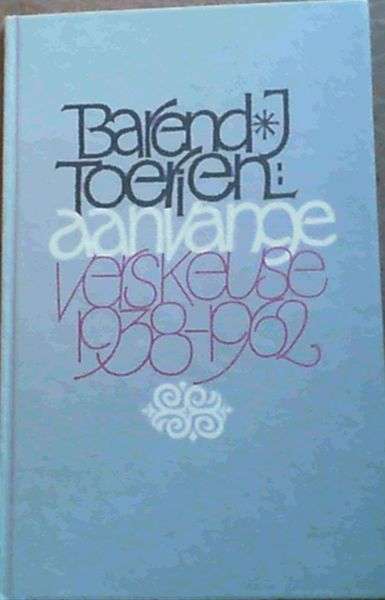 Barend*J
Toerien:
aanvange
verskeuse
1938-1962